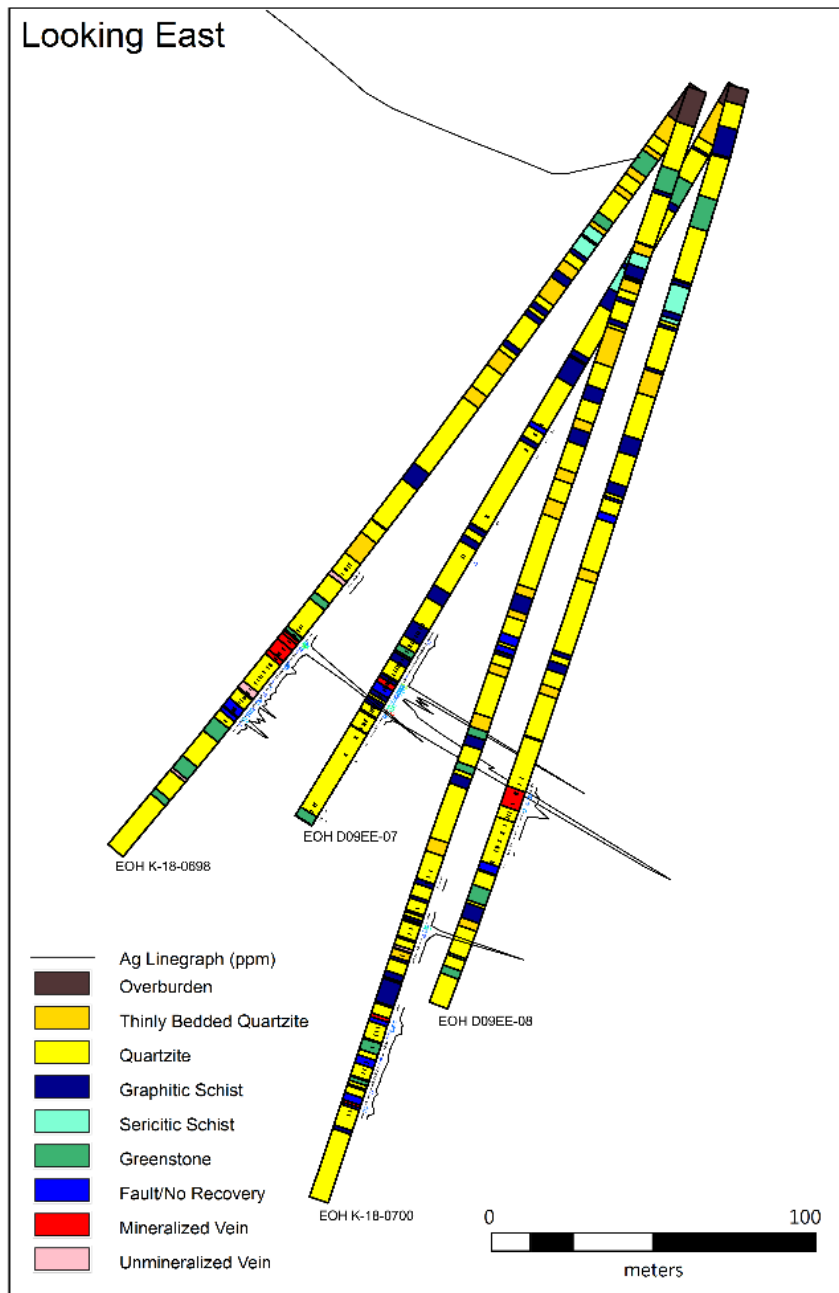 Looking East
EOH K-18-0698
EOH D09EE-07
EOH D09EE-08
EOH K-18-0700
Ag Linegraph (ppm)
Overburden
Thinly Bedded Quartzite
Quartzite
Graphitic Schist
Sericitic Schist
Greenstone
Fault/No Recovery
Mineralized Vein
Unmineralized Vein
0 100
meters